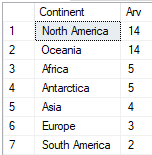 Continent Arv
1 North America 14
2 Oceania 14
3 Africa 5
4 Antarctica 5
5 Asia 4
6 Europe 3
7 South America 2